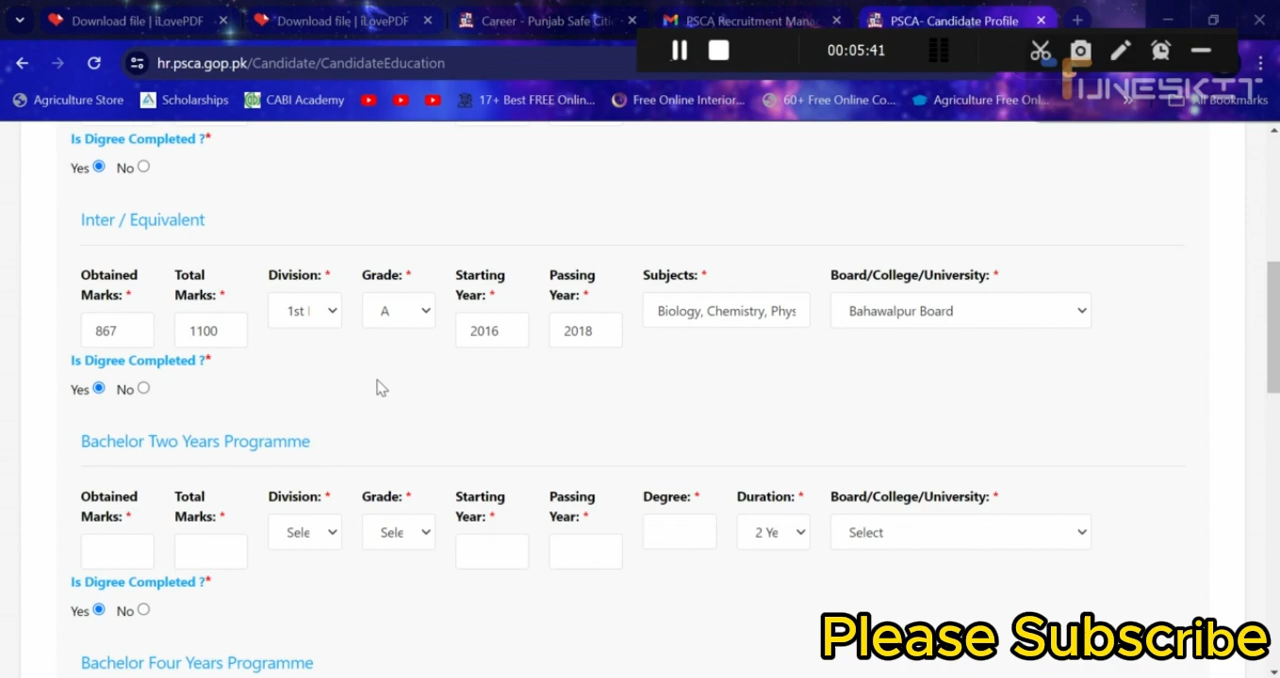 Download file | iLovePDF
Download file | iLovePDF
Career - Punjab Safe Citi
PSCA Recruitment Mana
PSCA- Candidate Profile
hr.psca.gop.pk/Candidate/CandidateEducation
00:05:41
Agriculture Store
Scholarships
CABI Academy
17+ Best FREE Onlin...
Free Online Interior...
60+ Free Online Co...
Agriculture Free Onl...
All Bookmarks
FUNESKIT
Is Digree Completed ?*
Yes No
Inter / Equivalent
Obtained Marks: * Total Marks: * Division: * Grade: * Starting Year: * Passing Year: * Subjects: * Board/College/University: *
867 1100 1st A 2016 2018 Biology, Chemistry, Phys Bahawalpur Board
Is Digree Completed ?*
Yes No
Bachelor Two Years Programme
Obtained Marks: * Total Marks: * Division: * Grade: * Starting Year: * Passing Year: * Degree: * Duration: * Board/College/University: *
Sele Sele 2 Ye Select
Is Digree Completed ?*
Yes No
Bachelor Four Years Programme
Please Subscribe